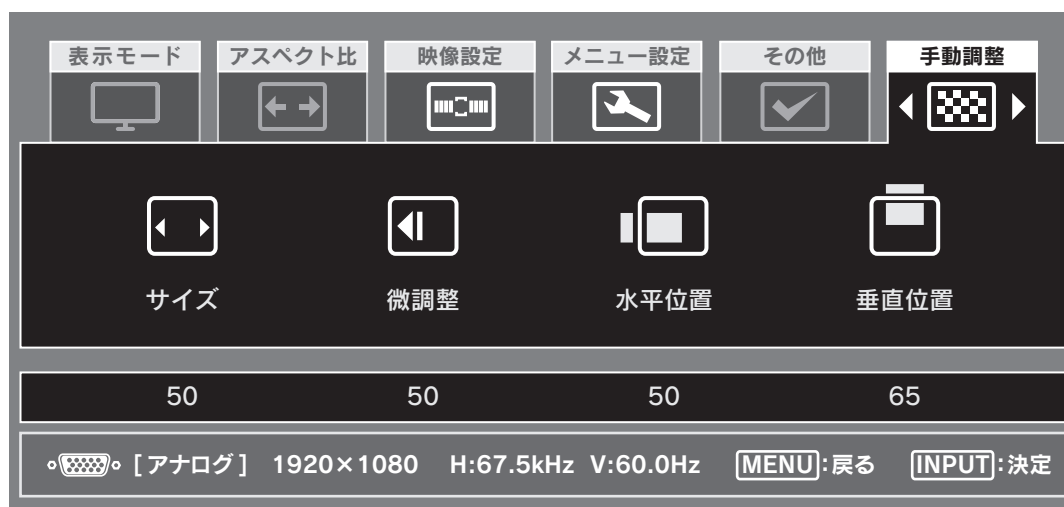 表示モード アスペクト比 映像設定 メニュー設定 その他 手動調整
サイズ 微調整 水平位置 垂直位置
50 50 50 65
[アナログ] 1920×1080 H:67.5kHz V:60.0Hz MENU:戻る INPUT:決定